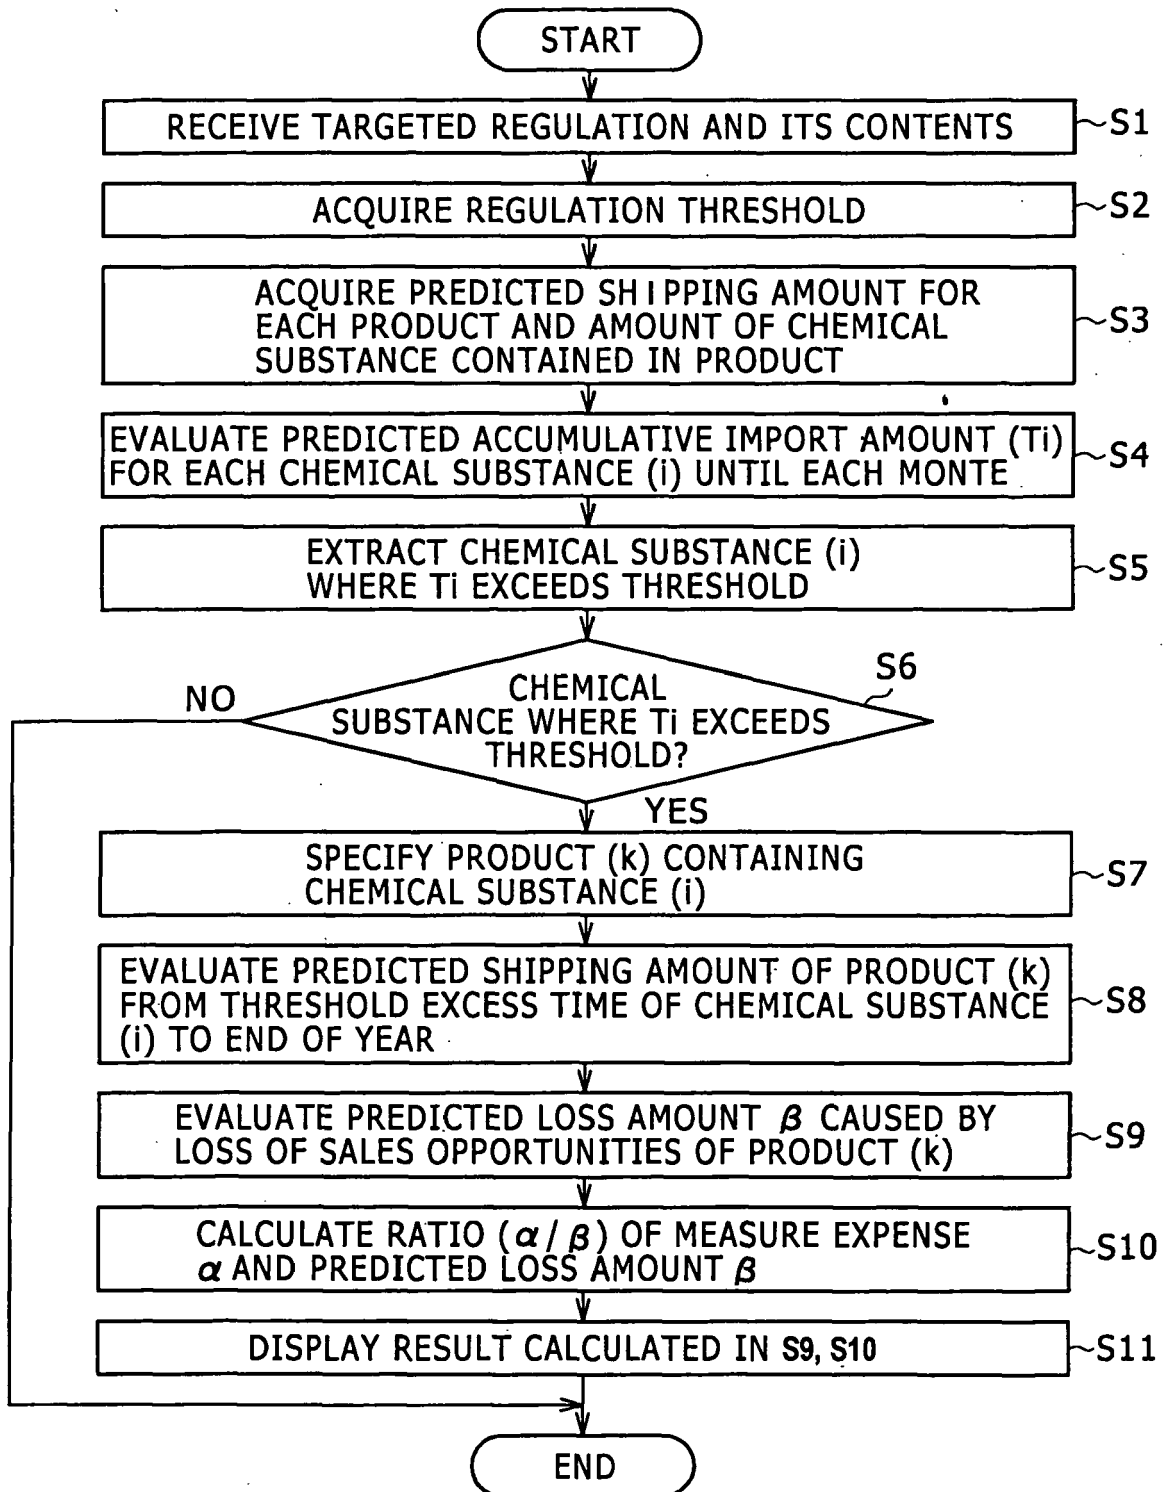 START
RECEIVE TARGETED REGULATION AND ITS CONTENTS
S1
ACQUIRE REGULATION THRESHOLD
S2
ACQUIRE PREDICTED SHIPPING AMOUNT FOR
EACH PRODUCT AND AMOUNT OF CHEMICAL
SUBSTANCE CONTAINED IN PRODUCT
S3
EVALUATE PREDICTED ACCUMULATIVE IMPORT AMOUNT (Ti)
FOR EACH CHEMICAL SUBSTANCE (i) UNTIL EACH MONTE
S4
EXTRACT CHEMICAL SUBSTANCE (i)
WHERE Ti EXCEEDS THRESHOLD
S5
CHEMICAL
SUBSTANCE WHERE Ti EXCEEDS
THRESHOLD?
S6
NO
YES
SPECIFY PRODUCT (k) CONTAINING
CHEMICAL SUBSTANCE (i)
S7
EVALUATE PREDICTED SHIPPING AMOUNT OF PRODUCT (k)
FROM THRESHOLD EXCESS TIME OF CHEMICAL SUBSTANCE
(i) TO END OF YEAR
S8
EVALUATE PREDICTED LOSS AMOUNT β CAUSED BY
LOSS OF SALES OPPORTUNITIES OF PRODUCT (k)
S9
CALCULATE RATIO (α/β) OF MEASURE EXPENSE
α AND PREDICTED LOSS AMOUNT β
S10
DISPLAY RESULT CALCULATED IN S9, S10
S11
END